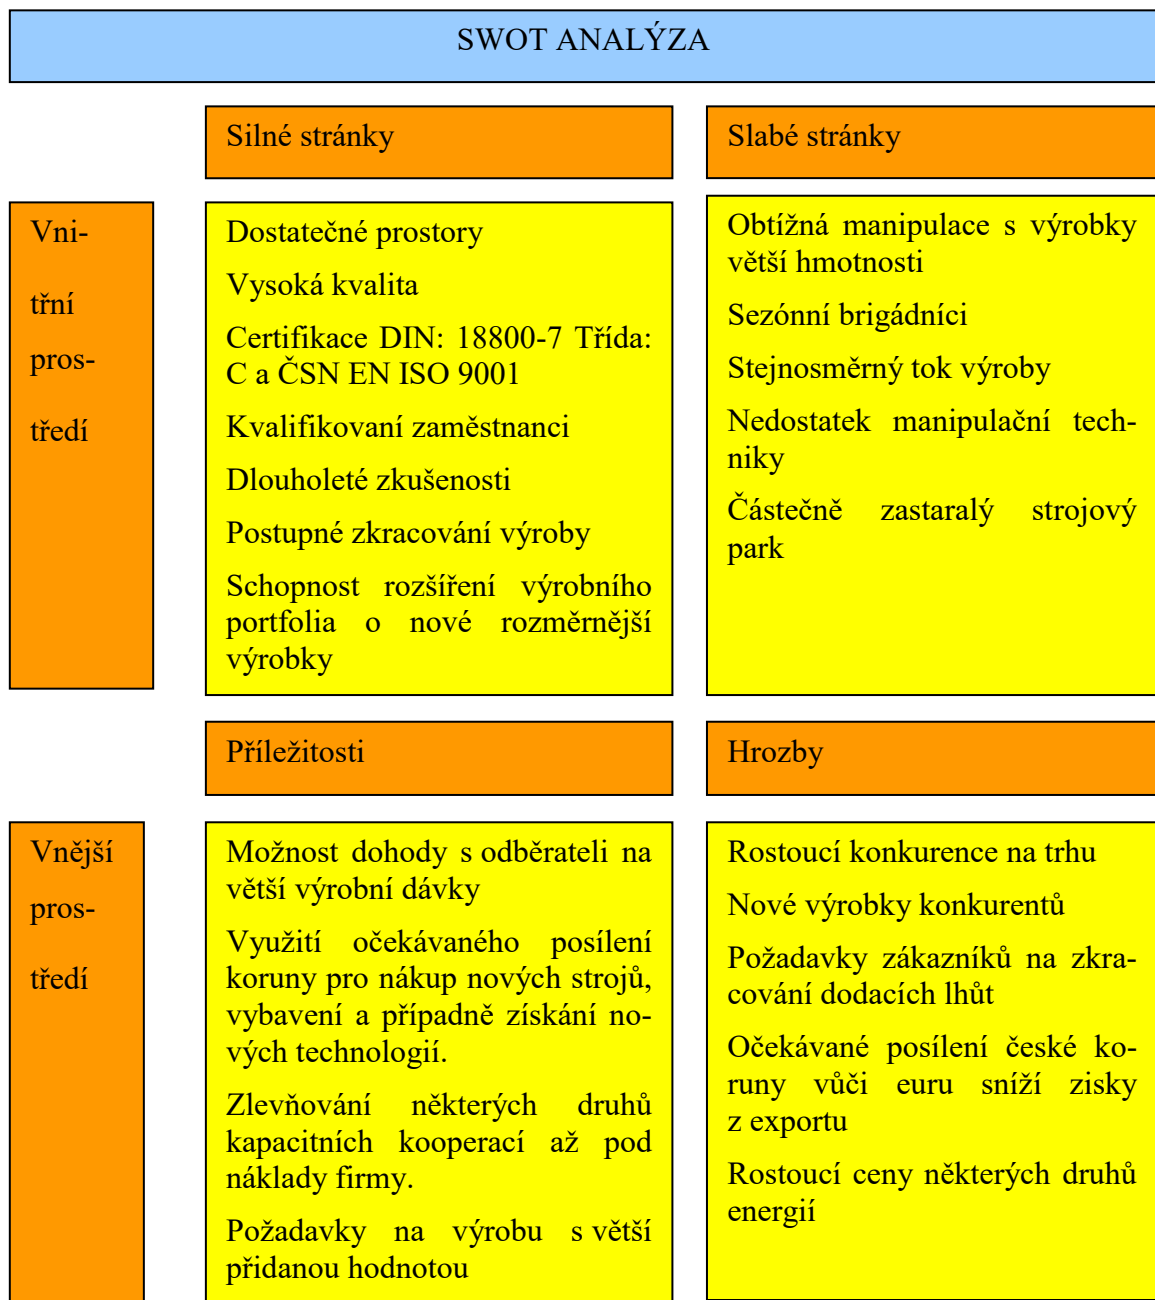 SWOT ANALÝZA
Silné stránky
Slabé stránky
Vni-
třní
pros-
tředí
Dostatečné prostory
Vysoká kvalita
Certifikace DIN: 18800-7 Třída:
C a ČSN EN ISO 9001
Kvalifikovaní zaměstnanci
Dlouholeté zkušenosti
Postupné zkracování výroby
Schopnost rozšíření výrobního
portfolia o nové rozměrnější
výrobky
Obtížná manipulace s výrobky
větší hmotnosti
Sezónní brigádníci
Stejnosměrný tok výroby
Nedostatek manipulační tech-
niky
Částečně zastaralý strojový
park
Příležitosti
Hrozby
Vnější
pros-
tředí
Možnost dohody s odběrateli na
větší výrobní dávky
Využití očekávaného posílení
koruny pro nákup nových strojů,
vybavení a případně získání no-
vých technologií.
Zlevňování některých druhů
kapacitních kooperací až pod
náklady firmy.
Požadavky na výrobu s větší
přidanou hodnotou
Rostoucí konkurence na trhu
Nové výrobky konkurentů
Požadavky zákazníků na zkra-
cování dodacích lhůt
Očekávané posílení české ko-
runy vůči euru sníží zisky
z exportu
Rostoucí ceny některých druhů
energií